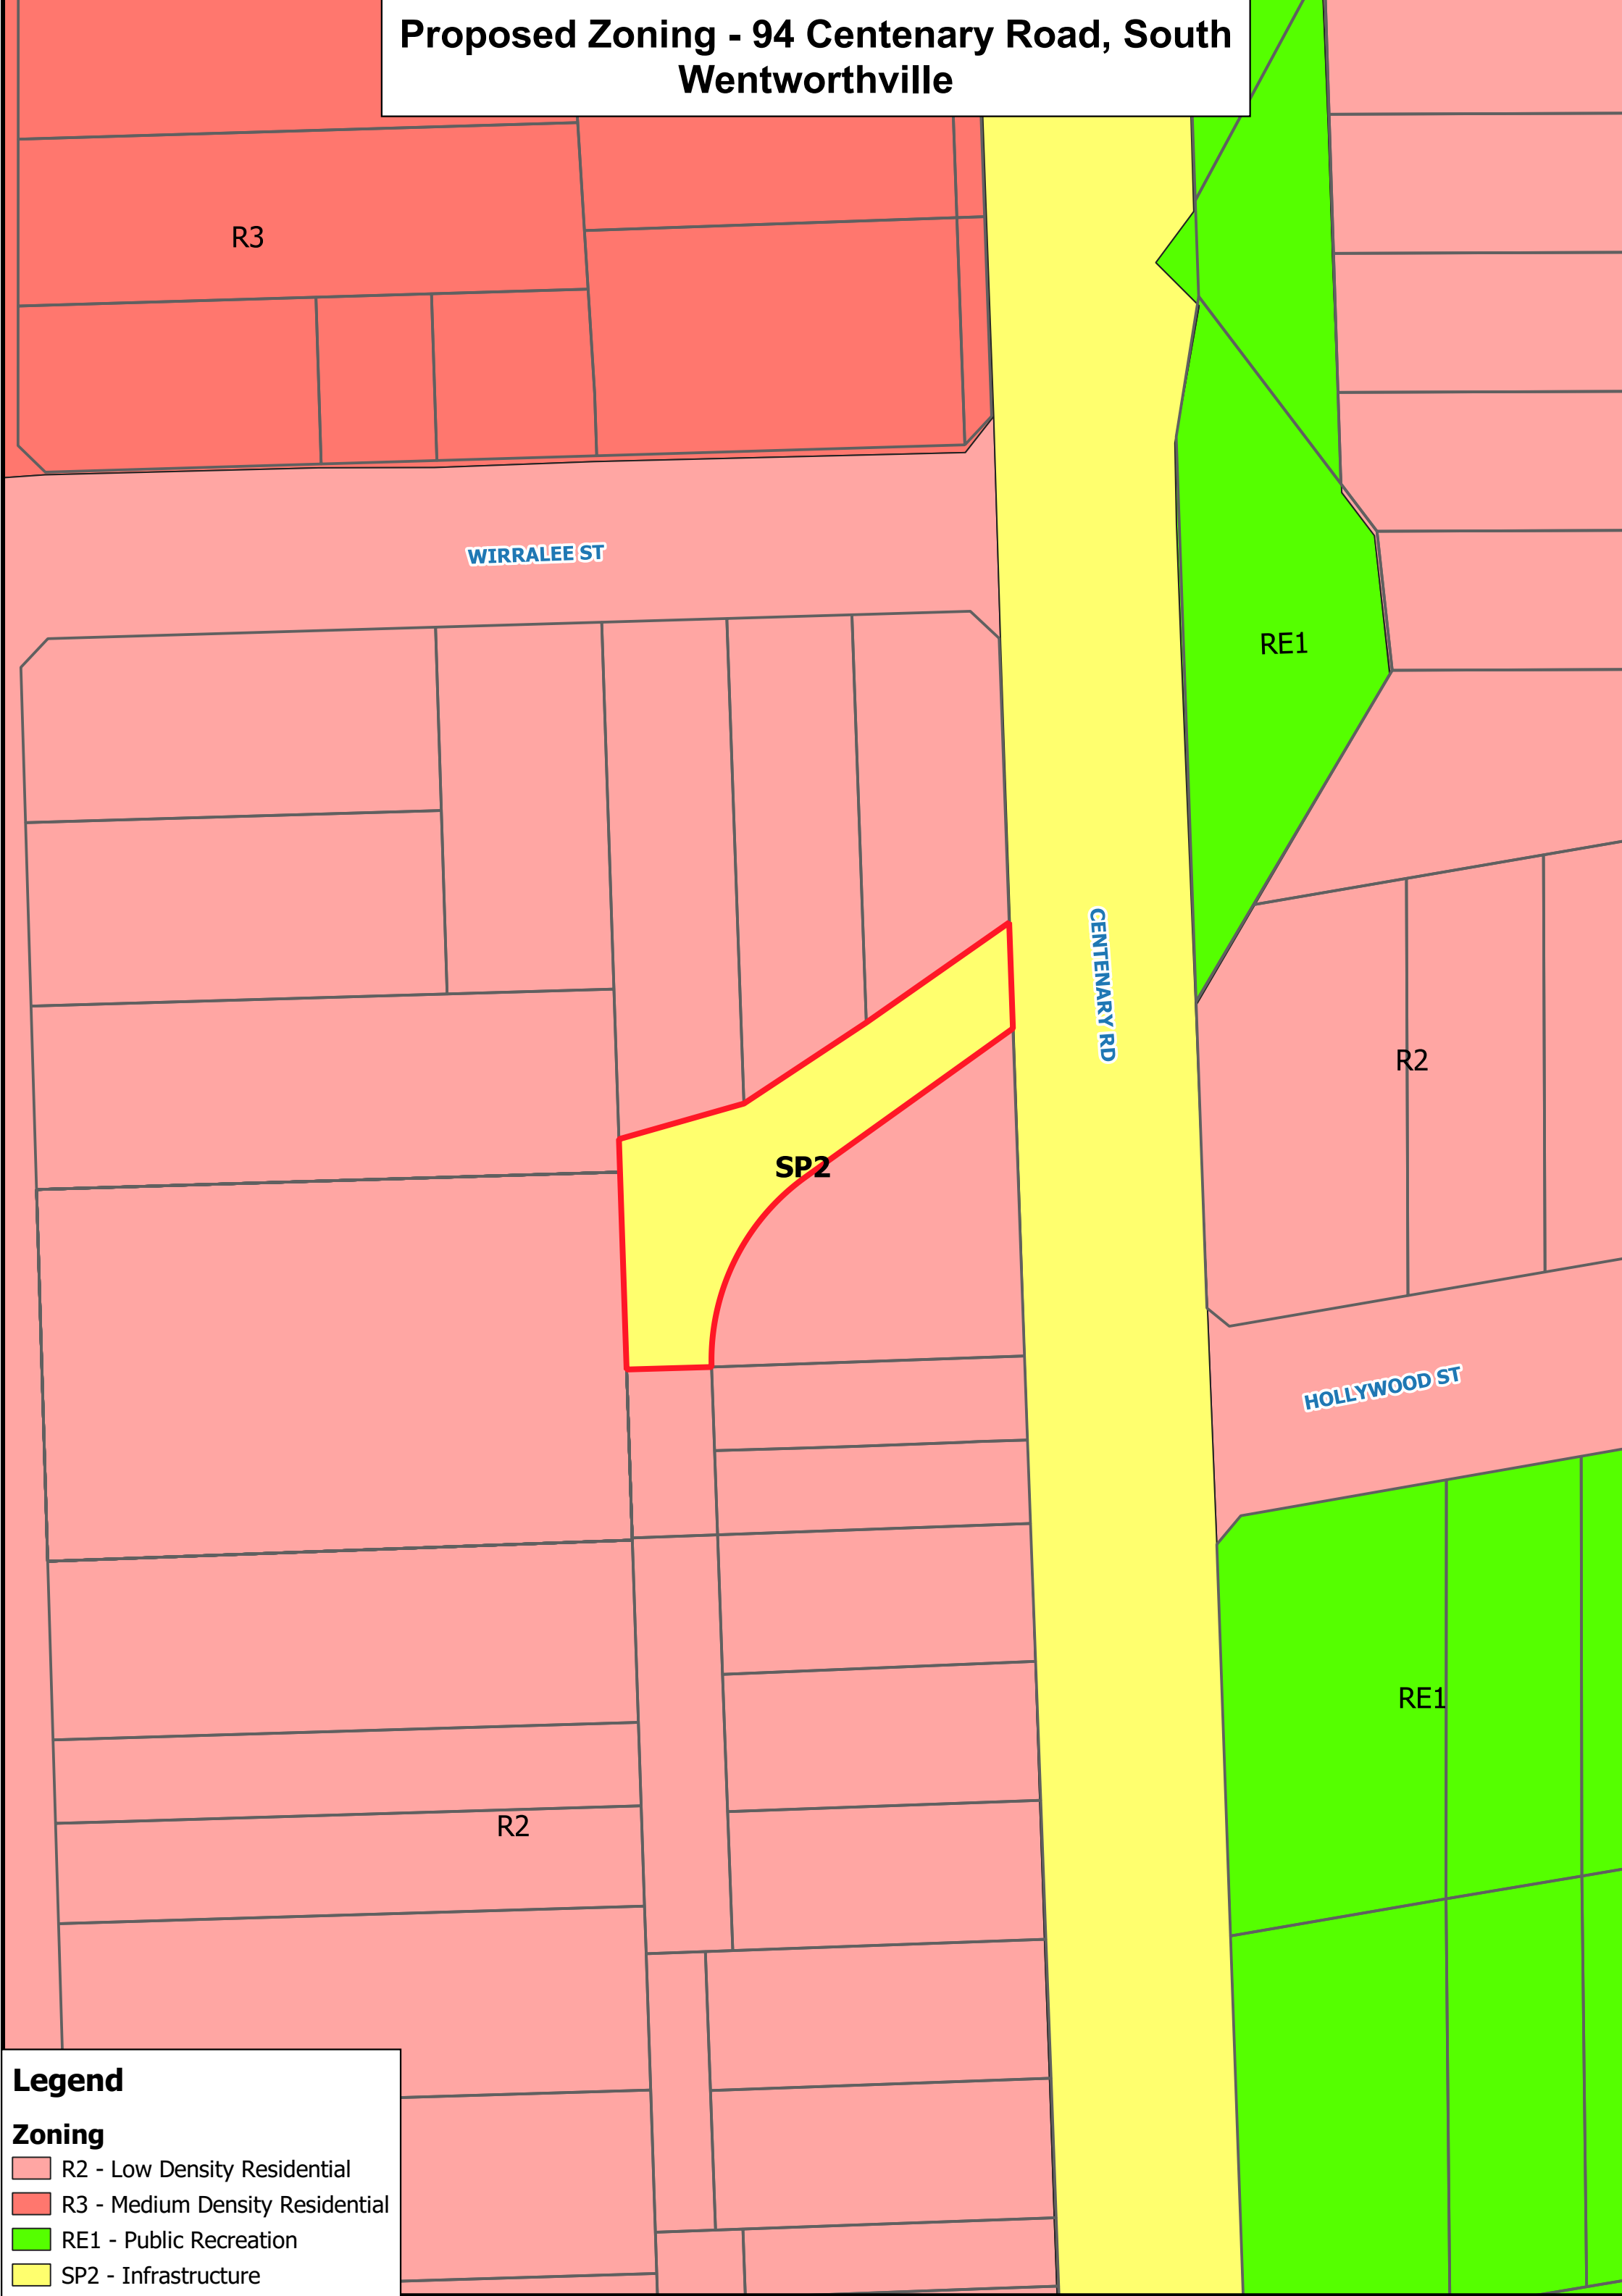 Proposed Zoning - 94 Centenary Road, South
Wentworthville
R3
WIRRALEE ST
RE1
CENTENARY RD
R2
SP2
HOLLYWOOD ST
RE1
R2
Legend
Zoning
R2 - Low Density Residential
R3 - Medium Density Residential
RE1 - Public Recreation
SP2 - Infrastructure